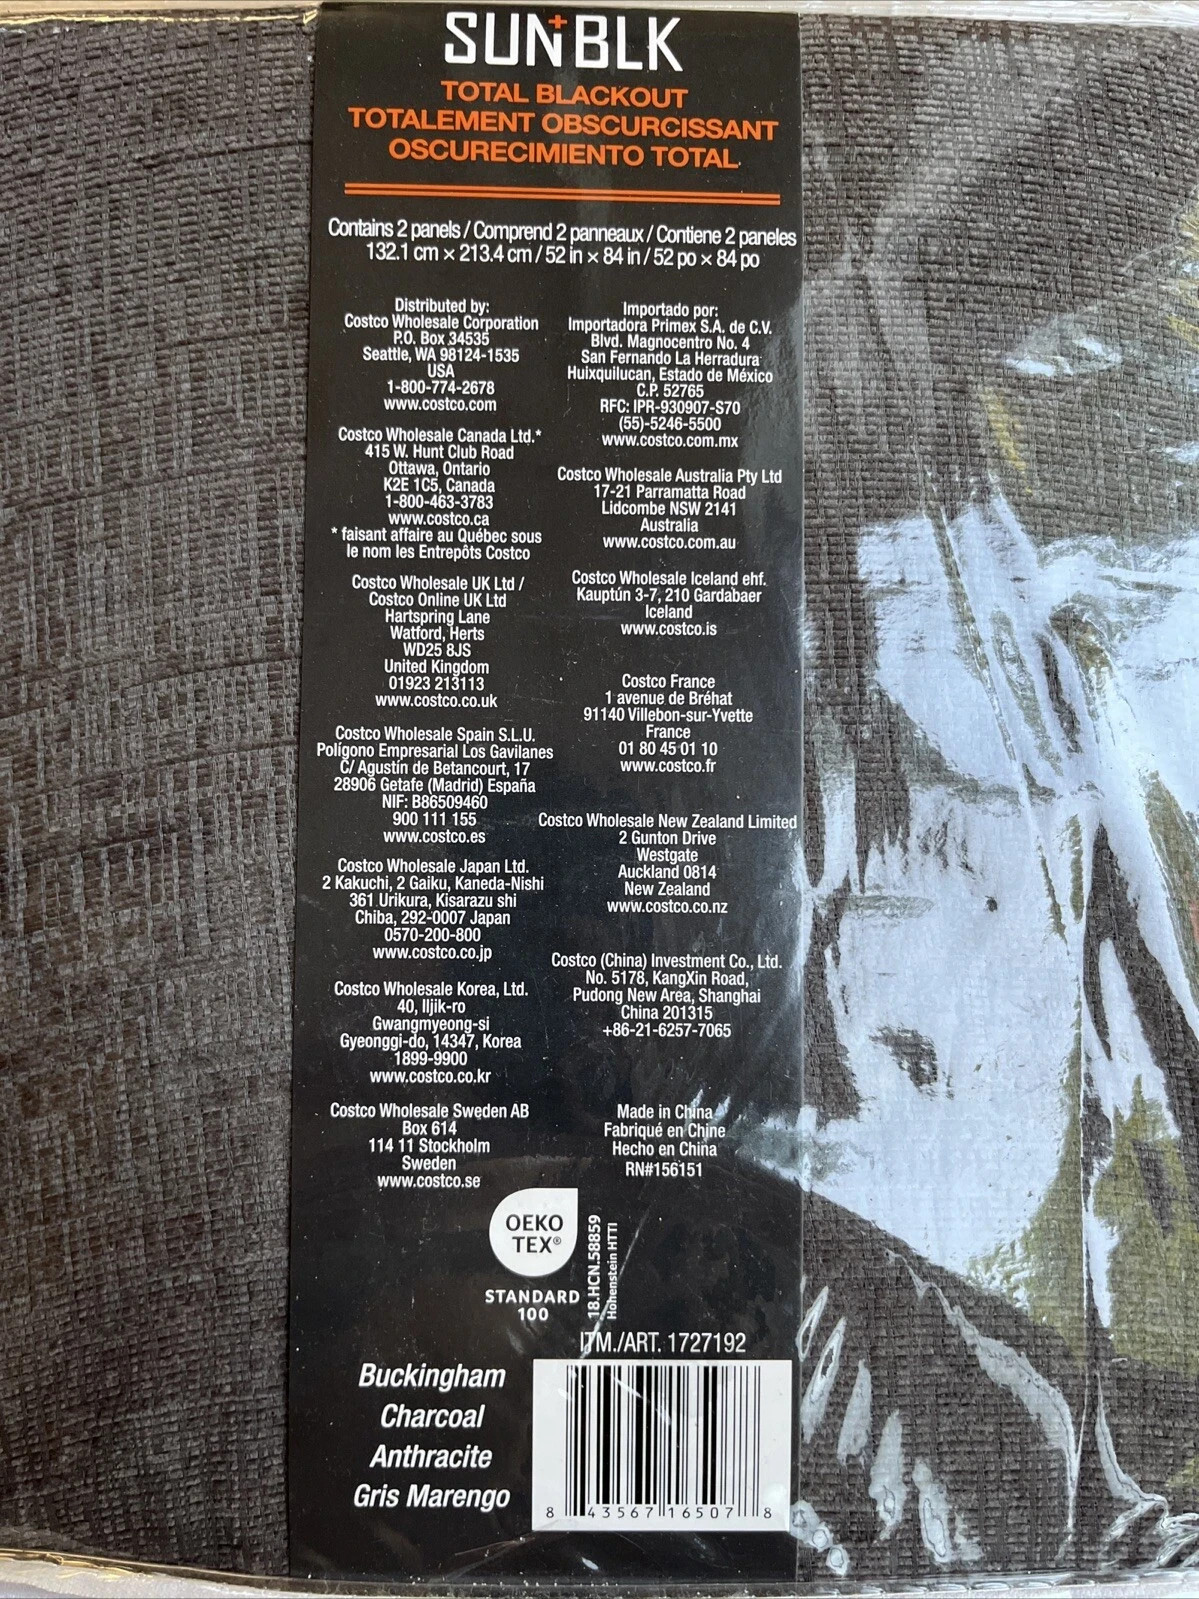 SUNBLK
TOTAL BLACKOUT
TOTALEMENT OBSCURCISSANT
OSCURECIMIENTO TOTAL
Contains 2 panels / Comprend 2 panneaux / Contiene 2 paneles
132.1 cm × 213.4 cm / 52 in × 84 in / 52 po × 84 po
Distributed by:
Costco Wholesale Corporation
P.O. Box 34535
Seattle, WA 98124-1535
USA
1-800-774-2678
www.costco.com
Costco Wholesale Canada Ltd.*
415 W. Hunt Club Road
Ottawa, Ontario
K2E 1C5, Canada
1-800-463-3783
www.costco.ca
* faisant affaire au Québec sous
le nom les Entrepôts Costco
Costco Wholesale UK Ltd /
Costco Online UK Ltd
Hartspring Lane
Watford, Herts
WD25 8JS
United Kingdom
01923 213113
www.costco.co.uk
Costco Wholesale Spain S.L.U.
Polígono Empresarial Los Gavilanes
C/ Agustín de Betancourt, 17
28906 Getafe (Madrid) España
NIF: B86509460
900 111 155
www.costco.es
Costco Wholesale Japan Ltd.
2 Kakuchi, 2 Gaiku, Kaneda-Nishi
361 Urikura, Kisarazu shi
Chiba, 292-0007 Japan
0570-200-800
www.costco.co.jp
Costco Wholesale Korea, Ltd.
40, Iljik-ro
Gwangmyeong-si
Gyeonggi-do, 14347, Korea
1899-9900
www.costco.co.kr
Costco Wholesale Sweden AB
Box 614
114 11 Stockholm
Sweden
www.costco.se
Importado por:
Importadora Primex S.A. de C.V.
Blvd. Magnocentro No. 4
San Fernando La Herradura
Huixquilucan, Estado de México
C.P. 52765
RFC: IPR-930907-S70
(55)-5246-5500
www.costco.com.mx
Costco Wholesale Australia Pty Ltd
17-21 Parramatta Road
Lidcombe NSW 2141
Australia
www.costco.com.au
Costco Wholesale Iceland ehf.
Kauptún 3-7, 210 Gardabaer
Iceland
www.costco.is
Costco France
1 avenue de Bréhat
91140 Villebon-sur-Yvette
France
01 80 45 01 10
www.costco.fr
Costco Wholesale New Zealand Limited
2 Gunton Drive
Westgate
Auckland 0814
New Zealand
www.costco.co.nz
Costco (China) Investment Co., Ltd.
No. 5178, KangXin Road,
Pudong New Area, Shanghai
China 201315
+86-21-6257-7065
Made in China
Fabriqué en Chine
Hecho en China
RN#156151
OEKO
TEX®
STANDARD
100
18.HCN.58859
Hohenstein HTTI
ITM./ART. 1727192
Buckingham
Charcoal
Anthracite
Gris Marengo
8 43567 16507 8